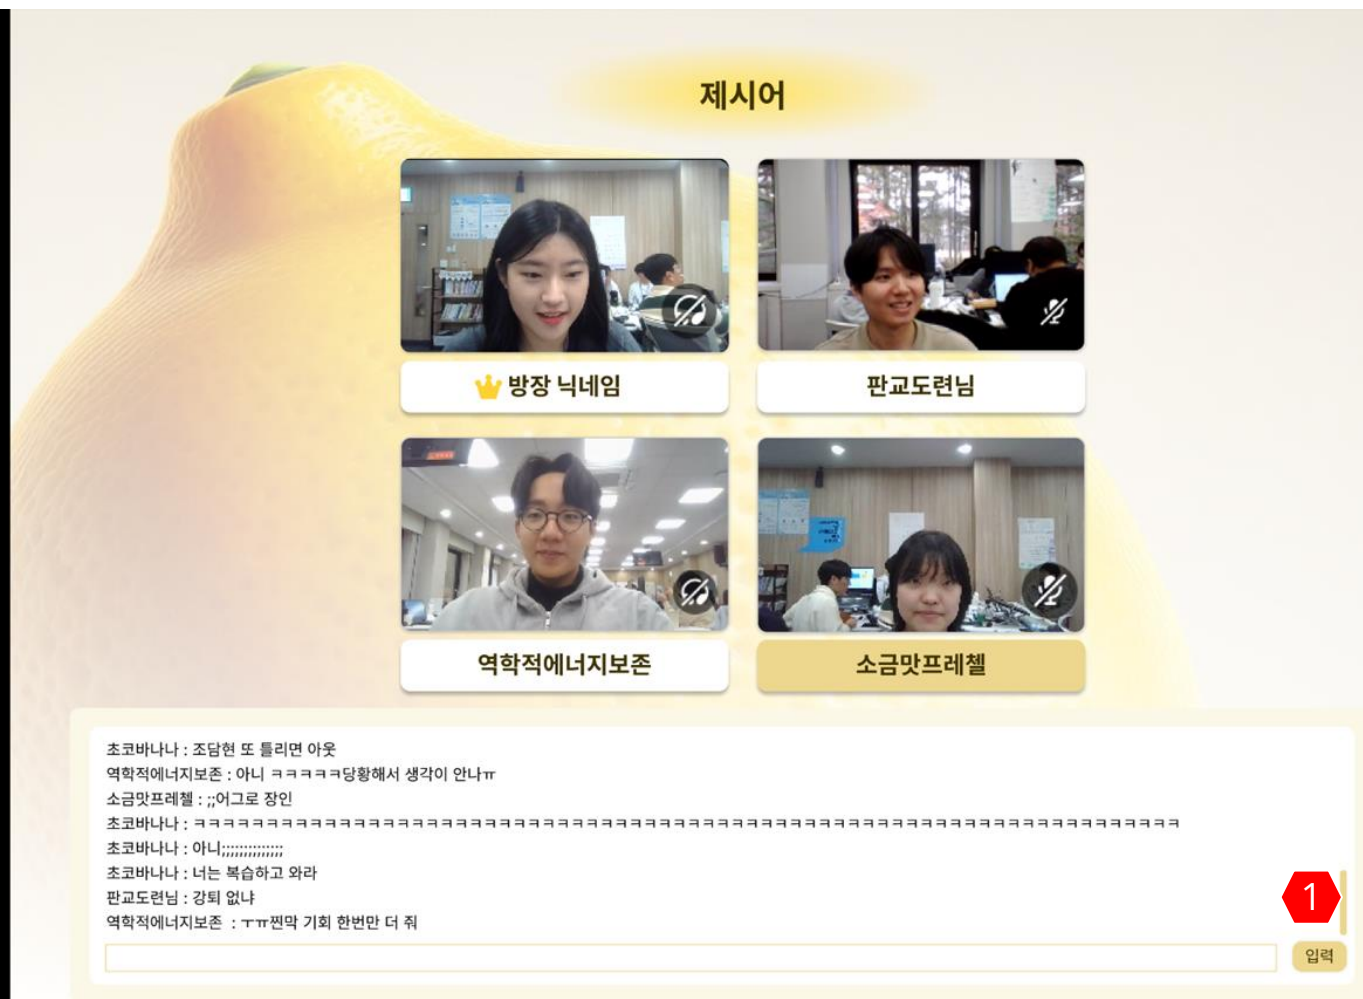 제시어
방장 닉네임
판교도련님
역학적에너지보존
소금맛프레첼
초코바나나 : 조담현 또 틀리면 아웃
역학적에너지보존 : 아니 ㅋㅋㅋㅋㅋ당황해서 생각이 안나ㅠ
소금맛프레첼 : ;;어그로 장인
초코바나나 : ㅋㅋㅋㅋㅋㅋㅋㅋㅋㅋㅋㅋㅋㅋㅋㅋㅋㅋㅋㅋㅋㅋㅋㅋㅋㅋㅋㅋㅋㅋㅋㅋㅋㅋㅋㅋㅋㅋㅋㅋㅋㅋㅋㅋㅋㅋㅋㅋㅋㅋㅋㅋㅋㅋㅋㅋㅋㅋㅋㅋㅋㅋㅋㅋㅋㅋㅋㅋ
초코바나나 : 아니;;;;;;;;;;;;;;
초코바나나 : 너는 복습하고 와라
판교도련님 : 강퇴 없냐
역학적에너지보존 : ㅜㅠ찐막 기회 한번만 더 줘
1
입력